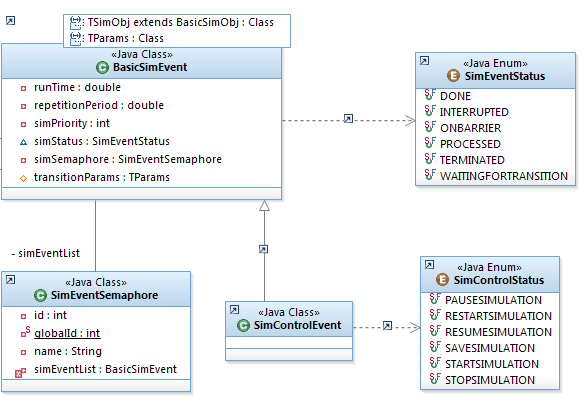 TSimObj extends BasicSimObj : Class
TParams : Class
«Java Class»
BasicSimEvent
runTime : double
repetitionPeriod : double
simPriority : int
simStatus : SimEventStatus
simSemaphore : SimEventSemaphore
transitionParams : TParams
«Java Enum»
SimEventStatus
DONE
INTERRUPTED
ONBARRIER
PROCESSED
TERMINATED
WAITINGFORTRANSITION
- simEventList
«Java Class»
SimEventSemaphore
id : int
globalId : int
name : String
simEventList : BasicSimEvent
«Java Class»
SimControlEvent
«Java Enum»
SimControlStatus
PAUSESIMULATION
RESTARTSIMULATION
RESUMESIMULATION
SAVESIMULATION
STARTSIMULATION
STOPSIMULATION